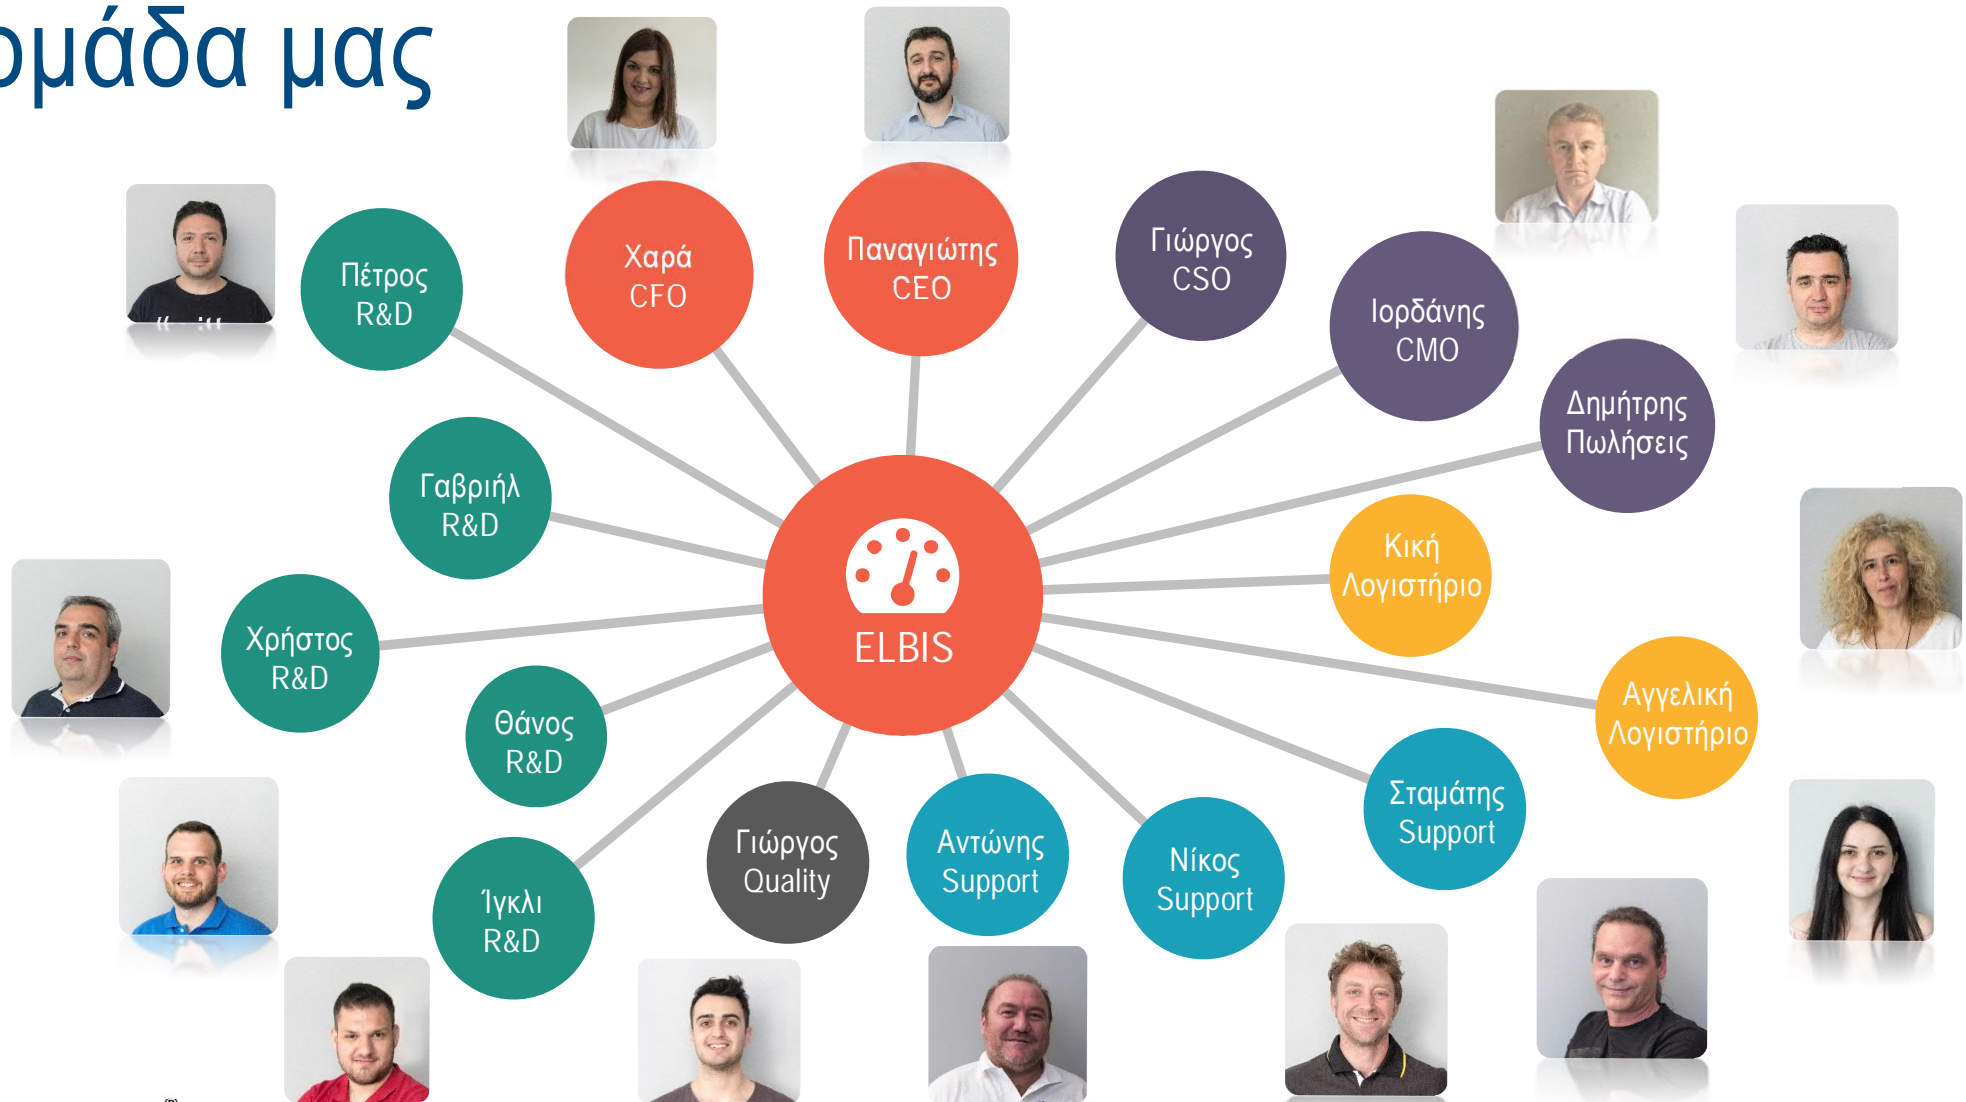 ομάδα μας
Πέτρος
R&D
Χαρά
CFO
Παναγιώτης
CEO
Γιώργος
CSO
Ιορδάνης
CMO
Δημήτρης
Πωλήσεις
Γαβριήλ
R&D
Κική
Λογιστήριο
Χρήστος
R&D
ELBIS
Θάνος
R&D
Αγγελική
Λογιστήριο
Σταμάτης
Support
Ίγκλι
R&D
Γιώργος
Quality
Αντώνης
Support
Νίκος
Support